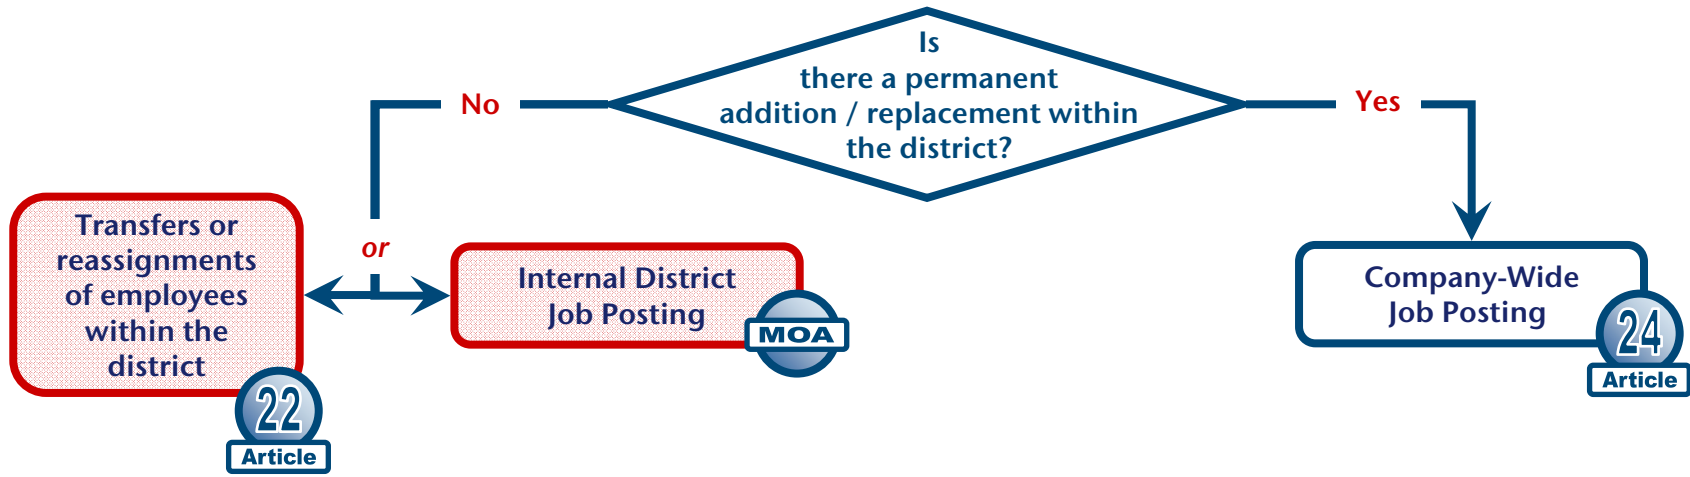 Is
there a permanent
addition / replacement within
the district?
No
Yes
Transfers or
reassignments
of employees
within the
district
22
Article
or
Internal District
Job Posting
MOA
Company-Wide
Job Posting
24
Article